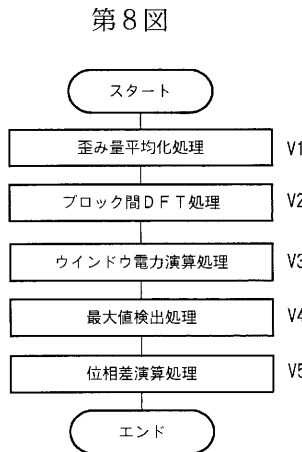 第8図
スタート
歪み量平均化処理 V1
ブロック間DFT処理 V2
ウインドウ電力演算処理 V3
最大値検出処理 V4
位相差演算処理 V5
エンド